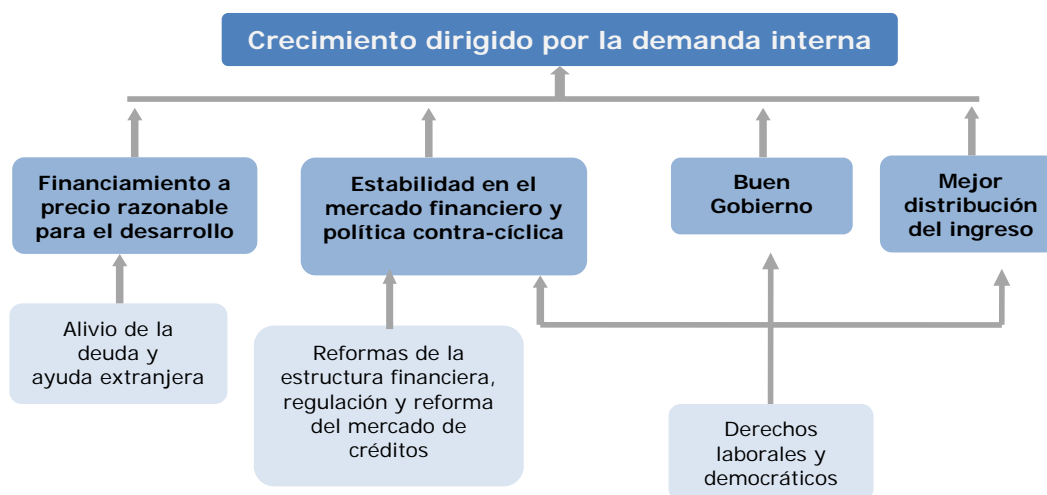 Crecimiento dirigido por la demanda interna
Financiamiento a
precio razonable
para el desarrollo
Estabilidad en el
mercado financiero y
política contra-cíclica
Buen
Gobierno
Mejor
distribución
del ingreso
Alivio de la
deuda y
ayuda extranjera
Reformas de la
estructura financiera,
regulación y reforma
del mercado de
créditos
Derechos
laborales y
democráticos